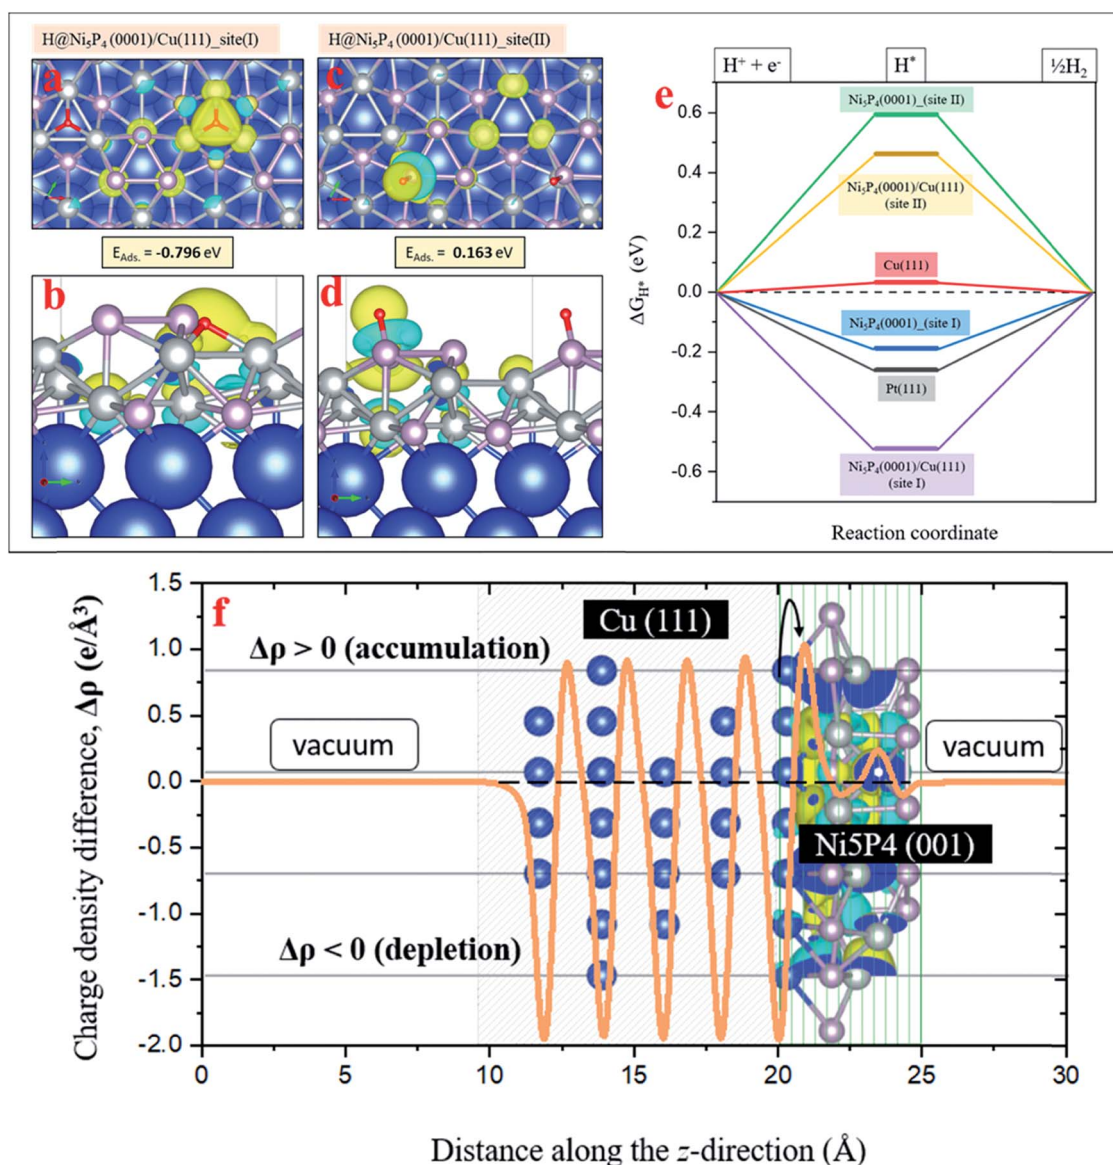 H@Ni₅P₄ (0001)/Cu(111)_site(I)
H@Ni₅P₄ (0001)/Cu(111)_site(II)
a
c
E_Ads. = -0.796 eV
E_Ads. = 0.163 eV
b
d
e
H⁺ + e⁻
H*
½H₂
ΔG_H* (eV)
0.6
0.4
0.2
0.0
-0.2
-0.4
-0.6
Ni₅P₄(0001)_(site II)
Ni₅P₄(0001)/Cu(111)
(site II)
Cu(111)
Ni₅P₄(0001)_(site I)
Pt(111)
Ni₅P₄(0001)/Cu(111)
(site I)
Reaction coordinate
f
Charge density difference, Δρ (e/Å³)
1.5
1.0
0.5
0.0
-0.5
-1.0
-1.5
-2.0
Cu (111)
Δρ > 0 (accumulation)
vacuum
vacuum
Ni5P4 (001)
Δρ < 0 (depletion)
0
5
10
15
20
25
30
Distance along the z-direction (Å)